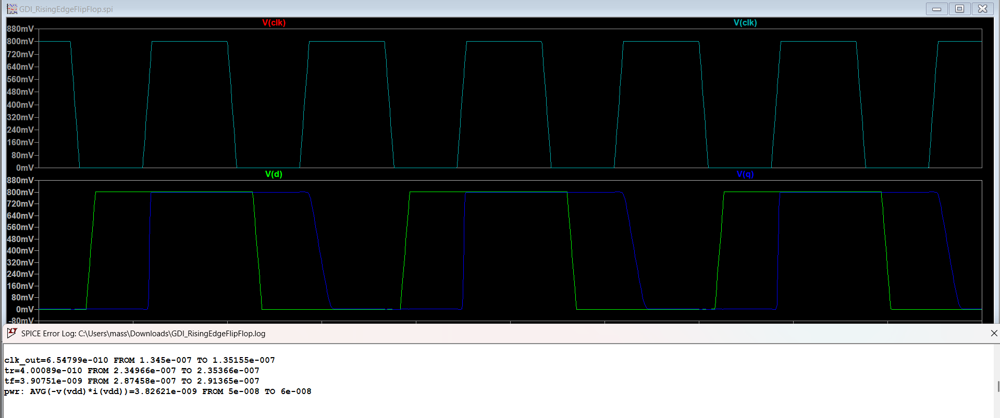 GDI_RisingEdgeFlipFlop.spi
V(clk) V(clk)
880mV
800mV
720mV
640mV
560mV
480mV
400mV
320mV
240mV
160mV
80mV
0mV
V(d) V(q)
880mV
800mV
720mV
640mV
560mV
480mV
400mV
320mV
240mV
160mV
80mV
0mV
-80mV
SPICE Error Log: C:\Users\mass\Downloads\GDI_RisingEdgeFlipFlop.log
clk_out=6.54799e-010 FROM 1.345e-007 TO 1.35155e-007
tr=4.00089e-010 FROM 2.34966e-007 TO 2.35366e-007
tf=3.90751e-009 FROM 2.87458e-007 TO 2.91365e-007
pwr: AVG(-v(vdd)*i(vdd))=3.82621e-009 FROM 5e-008 TO 6e-008